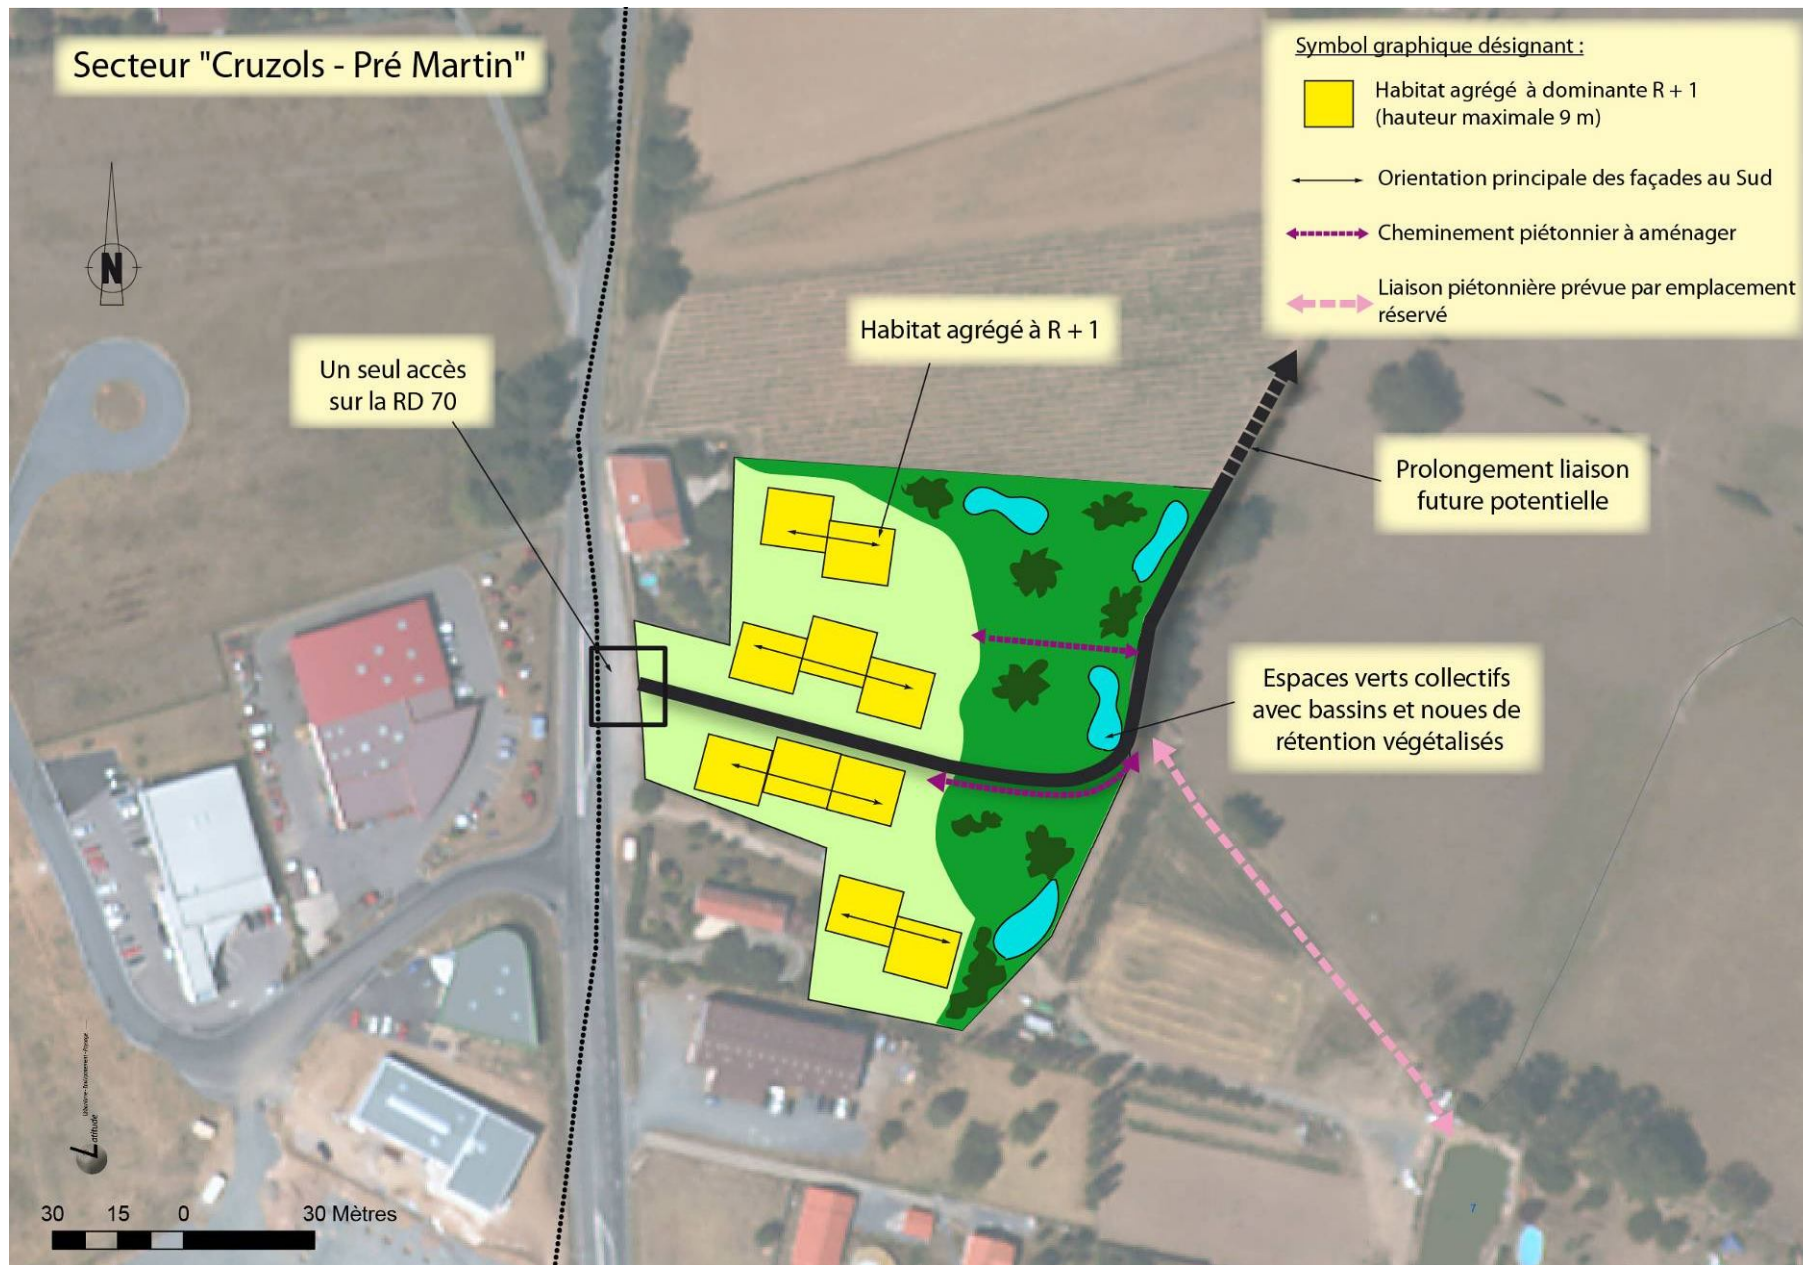 Secteur "Cruzols - Pré Martin"
Symbol graphique désignant :
Habitat agrégé à dominante R + 1
(hauteur maximale 9 m)
Orientation principale des façades au Sud
Cheminement piétonnier à aménager
Liaison piétonnière prévue par emplacement
réservé
N
Habitat agrégé à R + 1
Un seul accès
sur la RD 70
Prolongement liaison
future potentielle
Espaces verts collectifs
avec bassins et noues de
rétention végétalisés
Latitude
30 15 0 30 Mètres
7